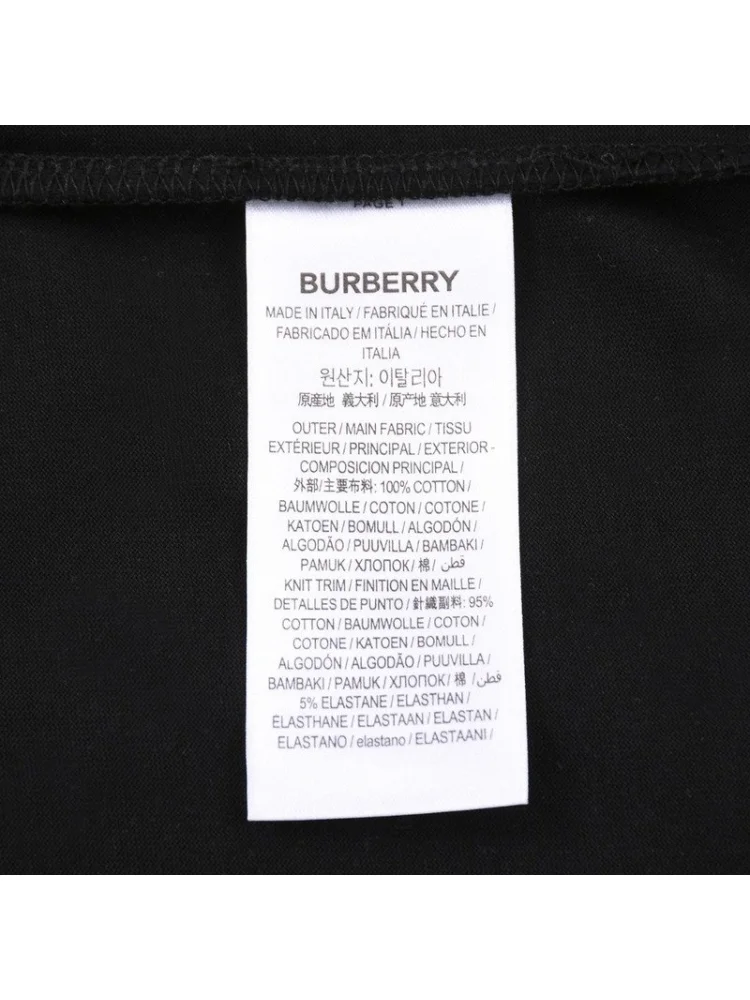 PAGE 1
BURBERRY
MADE IN ITALY / FABRIQUÉ EN ITALIE /
FABRICADO EM ITÁLIA / HECHO EN
ITALIA
원산지: 이탈리아
原産地 義大利 / 原产地 意大利
OUTER / MAIN FABRIC / TISSU
EXTÉRIEUR / PRINCIPAL / EXTERIOR -
COMPOSICION PRINCIPAL /
外部/主要布料: 100% COTTON /
BAUMWOLLE / COTON / COTONE /
KATOEN / BOMULL / ALGODÓN /
ALGODÃO / PUUVILLA / BAMBAKI /
PAMUK / ХЛОПОК / 棉 / قطن
KNIT TRIM / FINITION EN MAILLE /
DETALLES DE PUNTO / 針織副料: 95%
COTTON / BAUMWOLLE / COTON /
COTONE / KATOEN / BOMULL /
ALGODÓN / ALGODÃO / PUUVILLA /
BAMBAKI / PAMUK / ХЛОПОК / 棉 / قطن
5% ELASTANE / ELASTHAN /
ELASTHANE / ELASTAAN / ELASTAN /
ELASTANO / elastano / ELASTAANI /